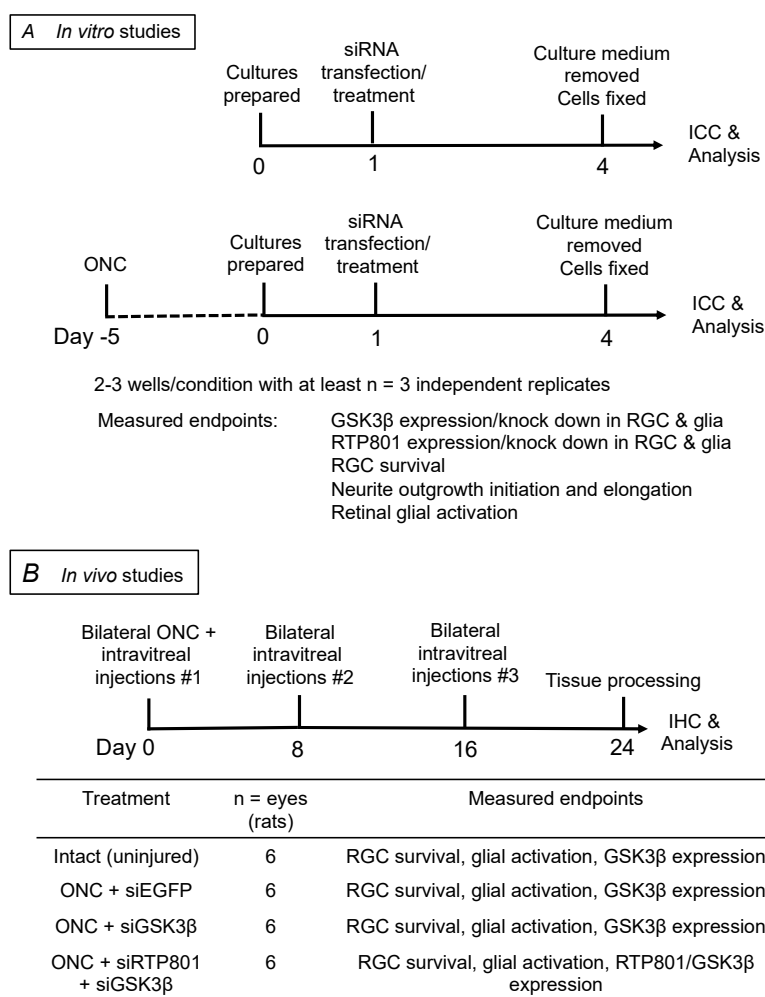 A In vitro studies
Cultures
prepared
siRNA
transfection/
treatment
Culture medium
removed
Cells fixed
ICC &
Analysis
0
1
4
ONC
Cultures
prepared
siRNA
transfection/
treatment
Culture medium
removed
Cells fixed
ICC &
Analysis
Day -5
0
1
4
2-3 wells/condition with at least n = 3 independent replicates
Measured endpoints: GSK3β expression/knock down in RGC & glia
RTP801 expression/knock down in RGC & glia
RGC survival
Neurite outgrowth initiation and elongation
Retinal glial activation
B In vivo studies
Bilateral ONC +
intravitreal
injections #1
Bilateral
intravitreal
injections #2
Bilateral
intravitreal
injections #3
Tissue processing
IHC &
Analysis
Day 0
8
16
24
Treatment n = eyes (rats) Measured endpoints
Intact (uninjured) 6 RGC survival, glial activation, GSK3β expression
ONC + siEGFP 6 RGC survival, glial activation, GSK3β expression
ONC + siGSK3β 6 RGC survival, glial activation, GSK3β expression
ONC + siRTP801 6 RGC survival, glial activation, RTP801/GSK3β
+ siGSK3β expression